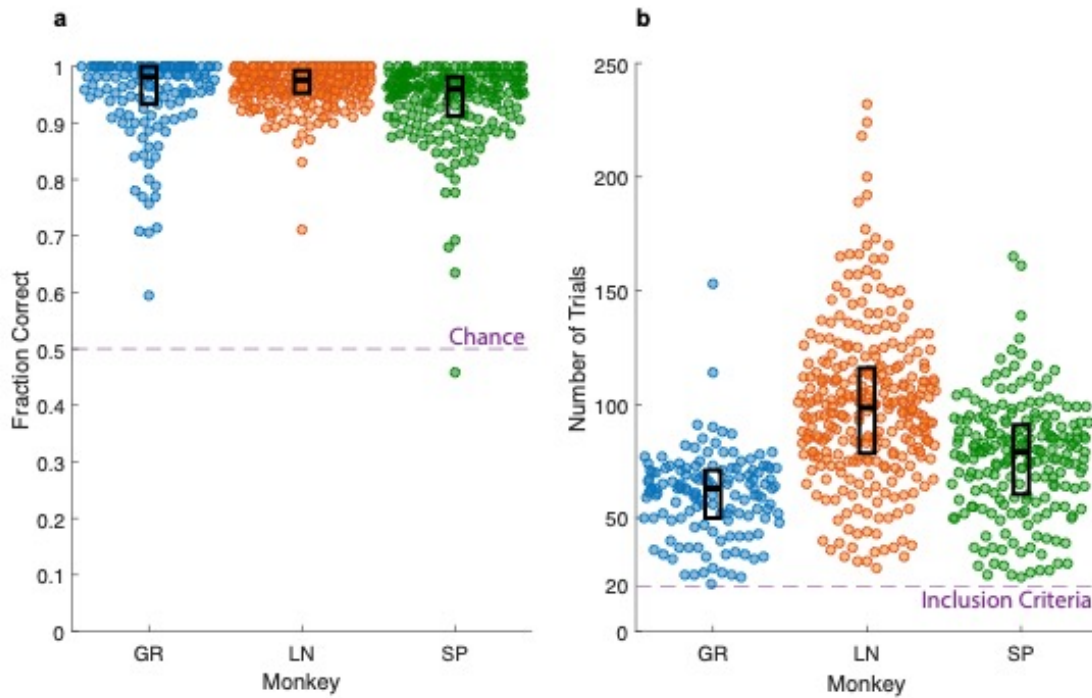 a
Fraction Correct
1
0.9
0.8
0.7
0.6
0.5
0.4
0.3
0.2
0.1
0
Chance
GR LN SP
Monkey
b
Number of Trials
250
200
150
100
50
20
0
Inclusion Criteria
GR LN SP
Monkey